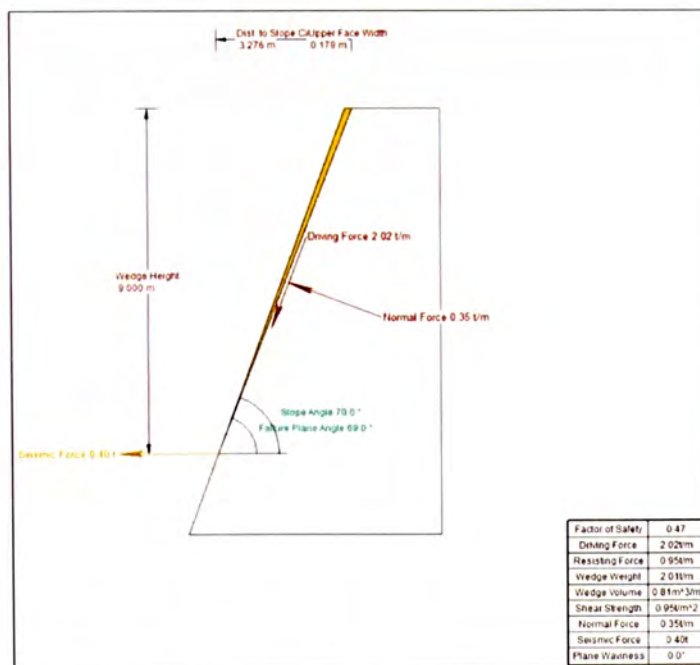 Dist. to Slope C/Upper Face Width
3.276 m 0.179 m
Driving Force 2.02 t/m
Wedge Height
9.000 m
Normal Force 0.35 t/m
Slope Angle 70.0 °
Failure Plane Angle 69.0 °
Seismic Force 0.40 t
Factor of Safety 0.47
Driving Force 2.02t/m
Resisting Force 0.95t/m
Wedge Weight 2.01t/m
Wedge Volume 0.81m^3/m
Shear Strength 0.95t/m^2
Normal Force 0.35t/m
Seismic Force 0.40t
Plane Waviness 0.0°